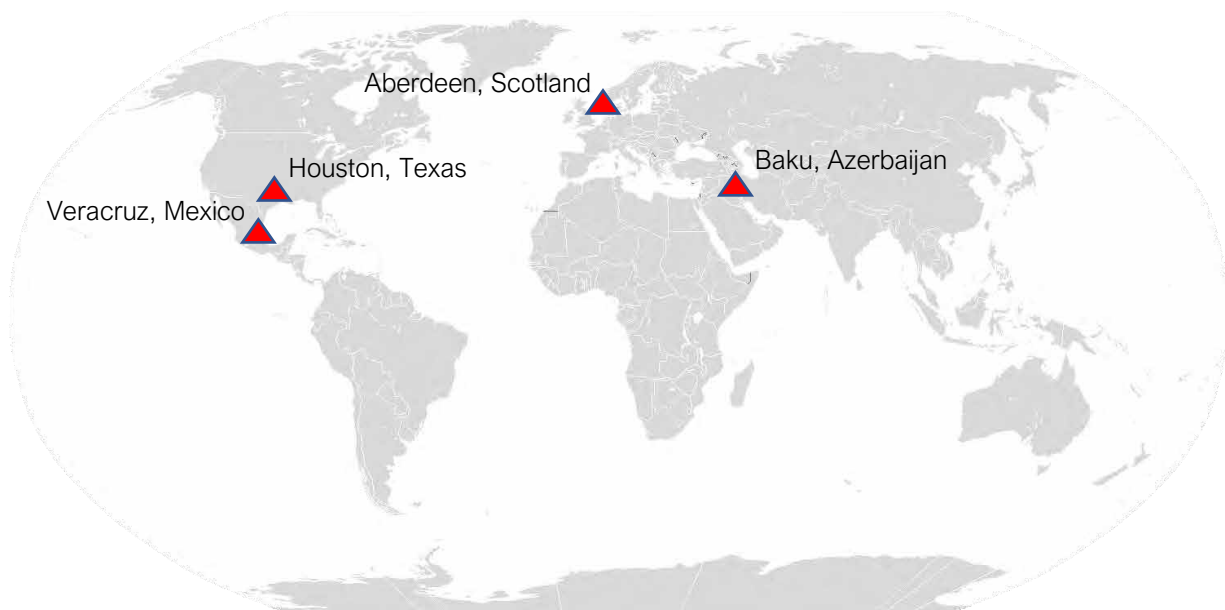 Aberdeen, Scotland
Houston, Texas
Baku, Azerbaijan
Veracruz, Mexico